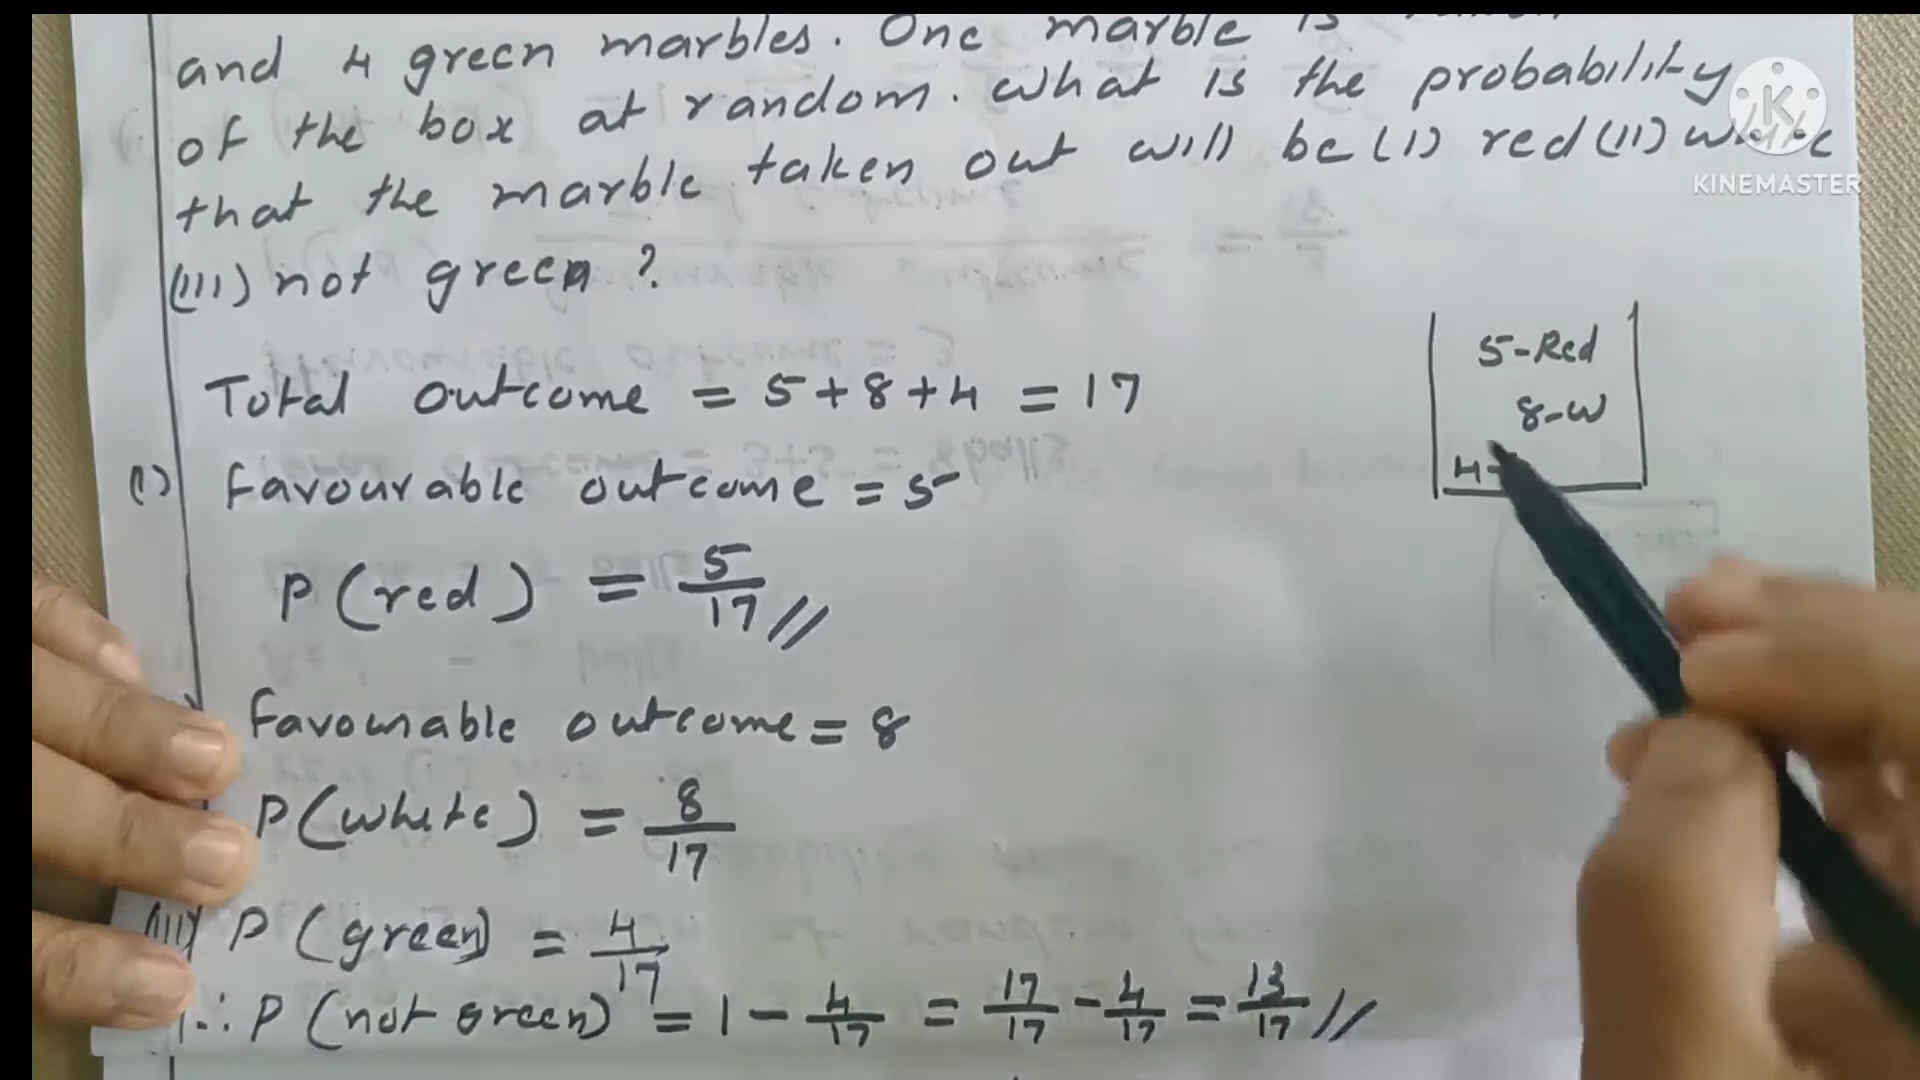 and 4 green marbles. One marble is
of the box at random. What is the probability
that the marble taken out will be (i) red (ii) white
(iii) not green?
Total outcome = 5+8+4 = 17
(i) Favourable outcome = 5
P(red) = 5/17 //
Favourable outcome = 8
P(white) = 8/17
(iii) P(green) = 4/17
∴ P(not green) = 1 - 4/17 = 17/17 - 4/17 = 13/17 //
5-Red
8-W
4-
K
KINEMASTER